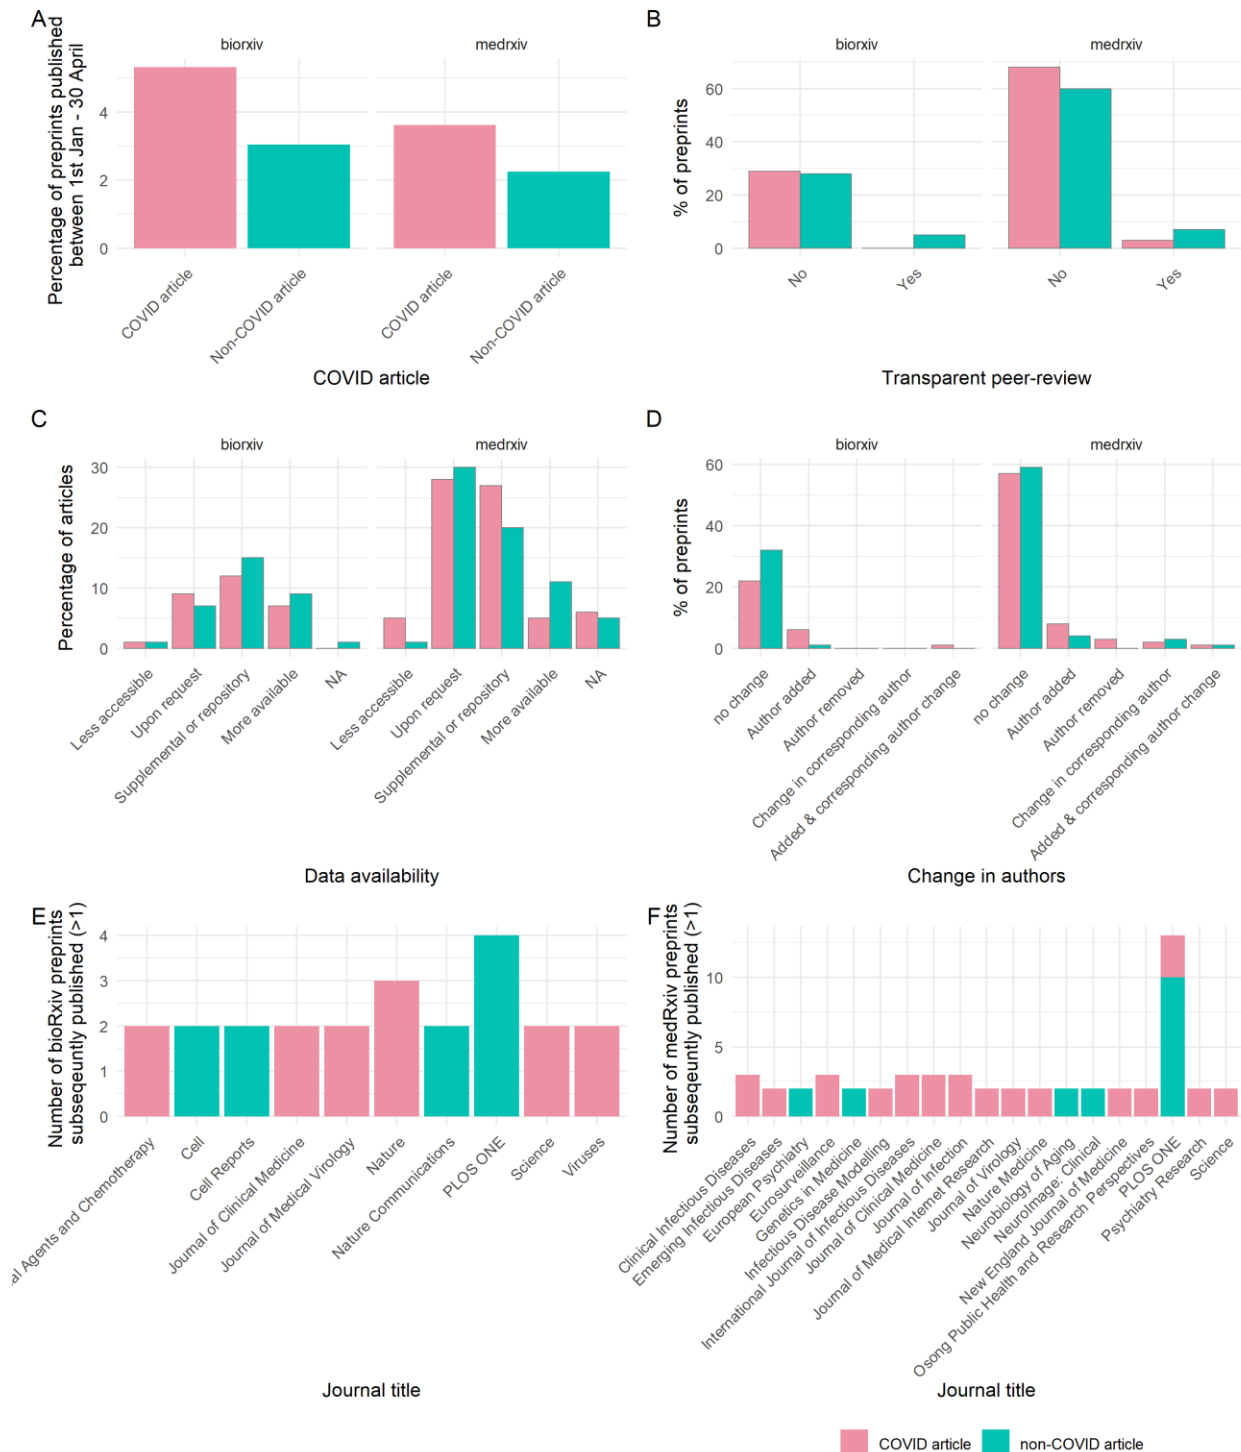 A
biorxiv
medrxiv
Percentage of preprints published
between 1st Jan - 30 April
4
2
0
COVID article
Non-COVID article
COVID article
Non-COVID article
COVID article
B
biorxiv
medrxiv
% of preprints
60
40
20
0
No
Yes
No
Yes
Transparent peer-review
C
biorxiv
medrxiv
Percentage of articles
30
20
10
0
Less accessible
Upon request
Supplemental or repository
More available
NA
Less accessible
Upon request
Supplemental or repository
More available
NA
Data availability
D
biorxiv
medrxiv
% of preprints
60
40
20
0
no change
Author added
Author removed
Change in corresponding author
Added & corresponding author change
no change
Author added
Author removed
Change in corresponding author
Added & corresponding author change
Change in authors
E
Number of bioRxiv preprints
subseqeuntly published (>1)
4
3
2
1
0
al Agents and Chemotherapy
Cell
Cell Reports
Journal of Clinical Medicine
Journal of Medical Virology
Nature
Nature Communications
PLOS ONE
Science
Viruses
Journal title
F
Number of medRxiv preprints
subseqeuntly published (>1)
10
5
0
Clinical Infectious Diseases
Emerging Infectious Diseases
European Psychiatry
Eurosurveillance
Genetics in Medicine
Infectious Disease Modelling
International Journal of Infectious Diseases
Journal of Clinical Medicine
Journal of Infection
Journal of Medical Internet Research
Journal of Virology
Nature Medicine
Neurobiology of Aging
NeuroImage: Clinical
New England Journal of Medicine
Osong Public Health and Research Perspectives
PLOS ONE
Psychiatry Research
Science
Journal title
COVID article
non-COVID article